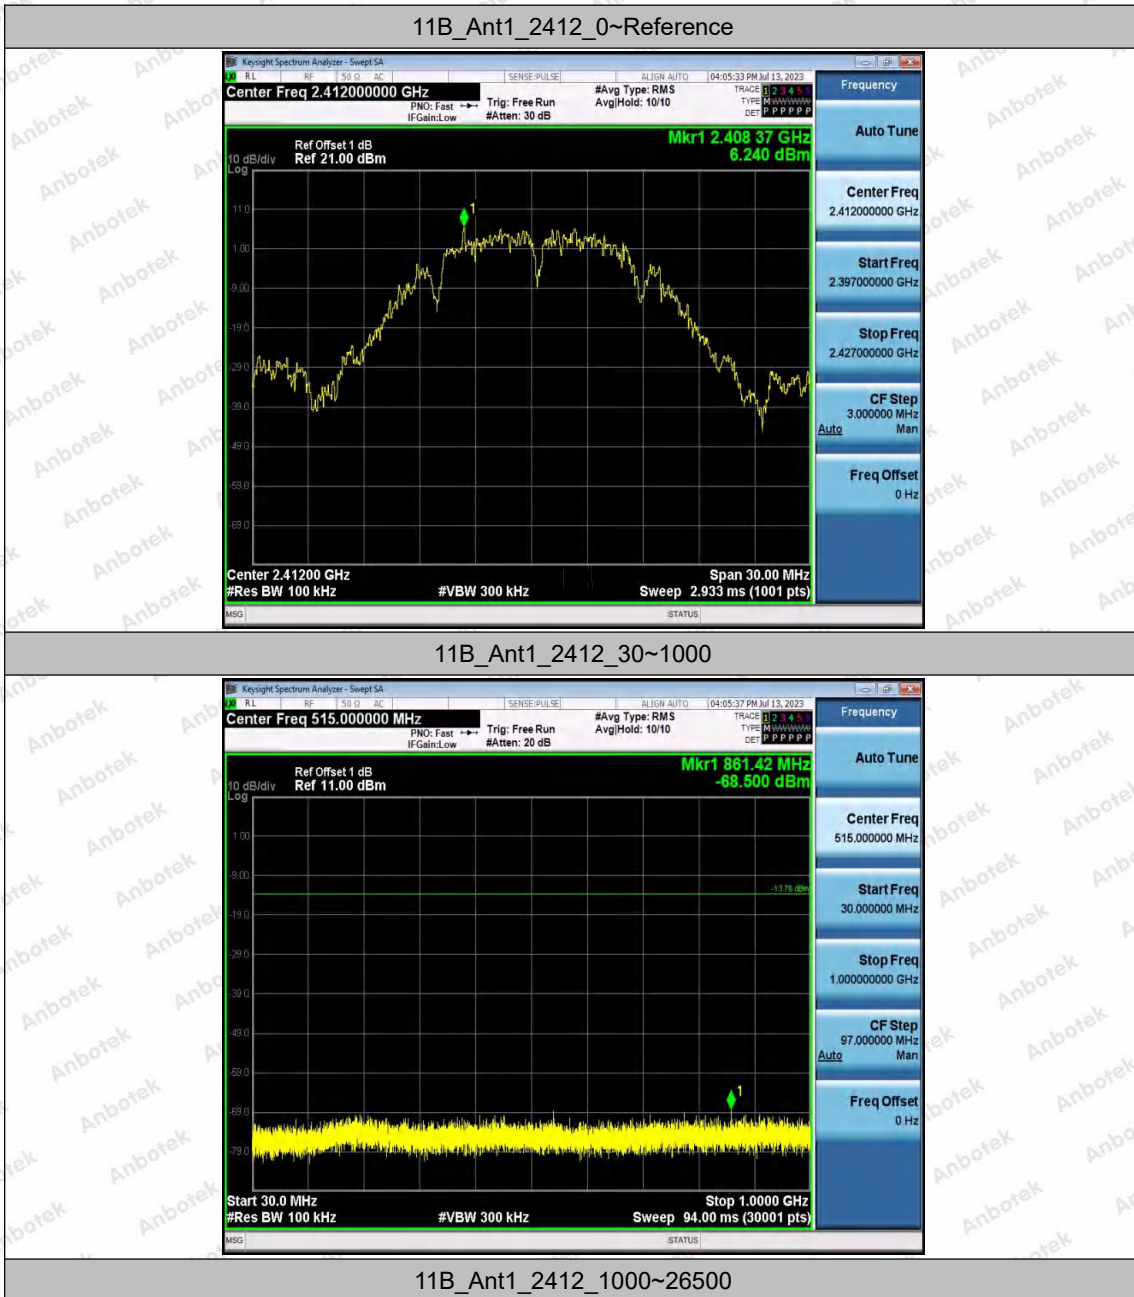 11B_Ant1_2412_0~Reference
Keysight Spectrum Analyzer - Swept SA
RL RF 50 Ω AC SENSE:PULSE ALIGN AUTO 04:05:33 PM Jul 13, 2023
Center Freq 2.412000000 GHz
#Avg Type: RMS
TRACE 1 2 3 4 5 6
PNO: Fast
Trig: Free Run
Avg|Hold: 10/10
TYPE M WWWWW
IFGain:Low
#Atten: 30 dB
DET P P P P P P
Frequency
Auto Tune
Mkr1 2.408 37 GHz
6.240 dBm
Ref Offset 1 dB
10 dB/div Ref 21.00 dBm
Log
11.0
1.00
-9.00
-19.0
-29.0
-39.0
-49.0
-59.0
-69.0
1
Center Freq
2.412000000 GHz
Start Freq
2.397000000 GHz
Stop Freq
2.427000000 GHz
CF Step
3.000000 MHz
Auto Man
Freq Offset
0 Hz
Center 2.41200 GHz Span 30.00 MHz
#Res BW 100 kHz #VBW 300 kHz Sweep 2.933 ms (1001 pts)
MSG STATUS
11B_Ant1_2412_30~1000
Keysight Spectrum Analyzer - Swept SA
RL RF 50 Ω AC SENSE:PULSE ALIGN AUTO 04:05:37 PM Jul 13, 2023
Center Freq 515.000000 MHz
#Avg Type: RMS
TRACE 1 2 3 4 5 6
PNO: Fast
Trig: Free Run
Avg|Hold: 10/10
TYPE M WWWWW
IFGain:Low
#Atten: 20 dB
DET P P P P P P
Frequency
Auto Tune
Mkr1 861.42 MHz
-68.500 dBm
Ref Offset 1 dB
10 dB/div Ref 11.00 dBm
Log
1.00
-9.00
-13.76 dBm
-19.0
-29.0
-39.0
-49.0
-59.0
-69.0
-79.0
1
Center Freq
515.000000 MHz
Start Freq
30.000000 MHz
Stop Freq
1.000000000 GHz
CF Step
97.000000 MHz
Auto Man
Freq Offset
0 Hz
Start 30.0 MHz Stop 1.0000 GHz
#Res BW 100 kHz #VBW 300 kHz Sweep 94.00 ms (30001 pts)
MSG STATUS
11B_Ant1_2412_1000~26500
Anbotek